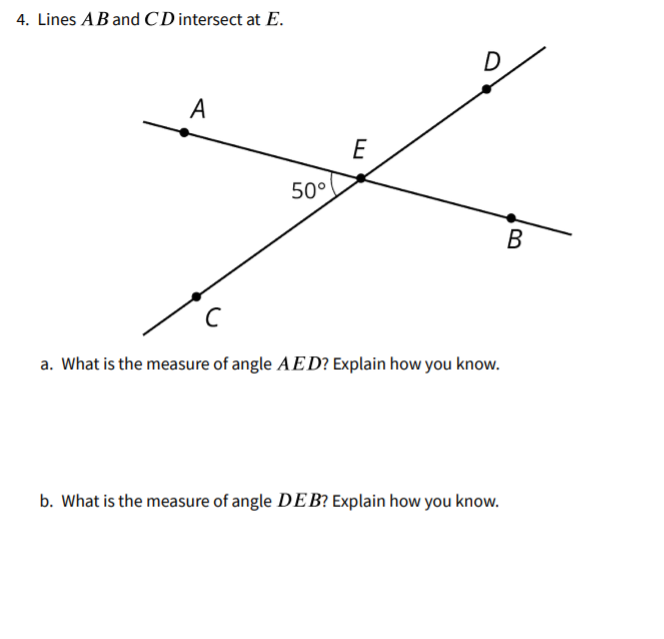 4. Lines AB and CD intersect at E.
D
A
E
50°
B
C
a. What is the measure of angle AED? Explain how you know.
b. What is the measure of angle DEB? Explain how you know.